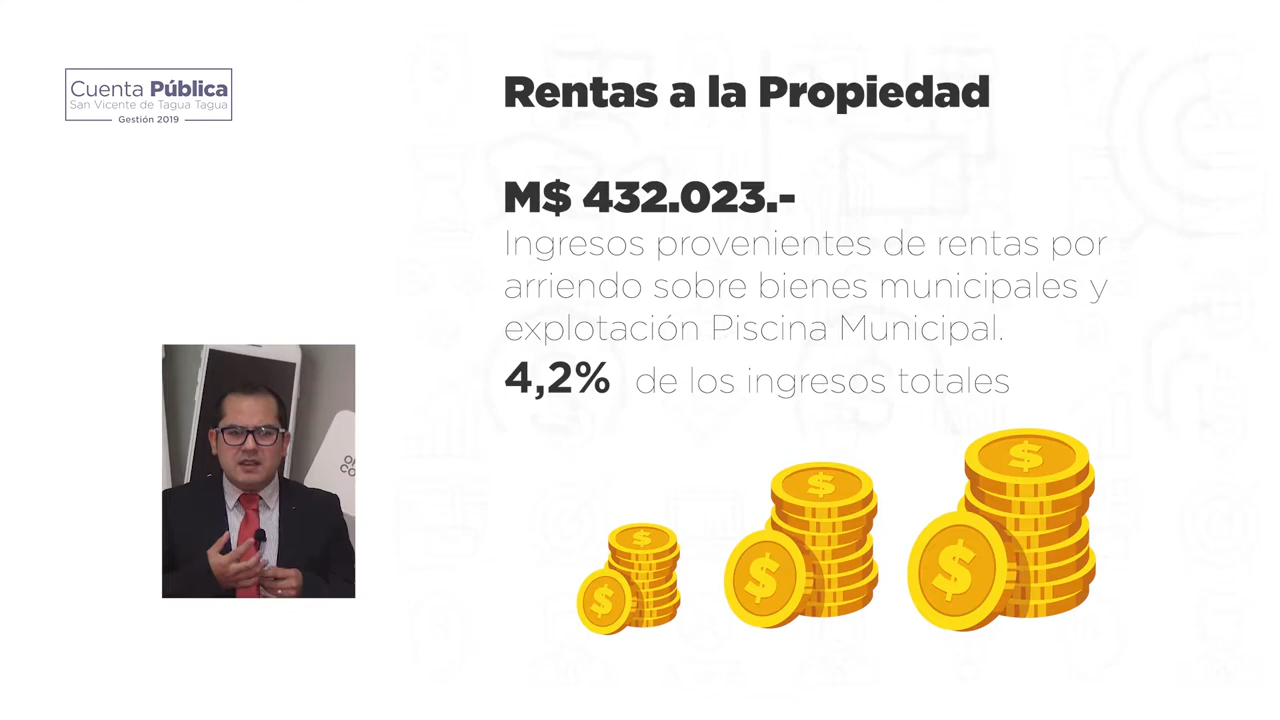 Cuenta Pública
San Vicente de Tagua Tagua
Gestión 2019
Rentas a la Propiedad
M$ 432.023.-
Ingresos provenientes de rentas por
arriendo sobre bienes municipales y
explotación Piscina Municipal.
4,2% de los ingresos totales
$
$
$
$
$
$